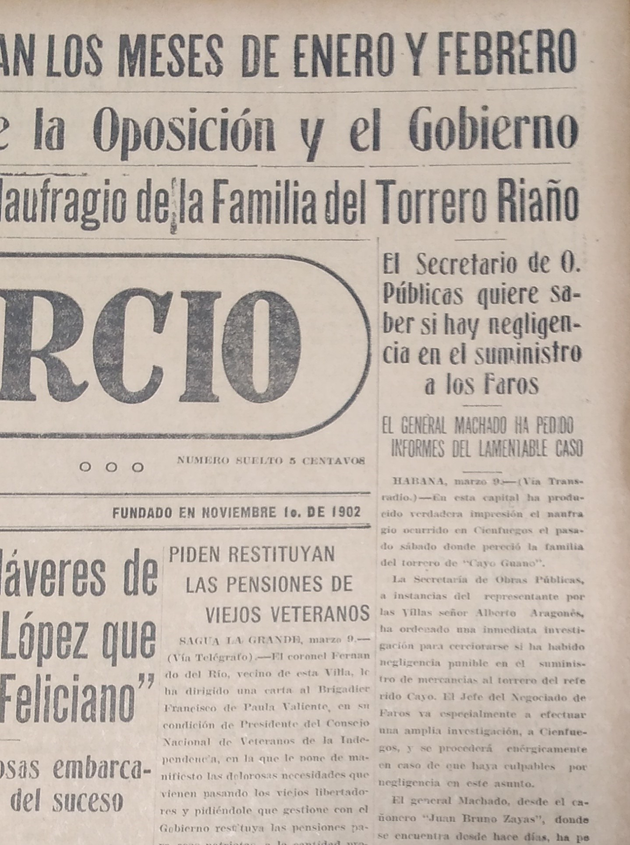 AN LOS MESES DE ENERO Y FEBRERO
e la Oposición y el Gobierno
laufragio de la Familia del Torrero Riaño
RCIO
NUMERO SUELTO 5 CENTAVOS
FUNDADO EN NOVIEMBRE 1o. DE 1902
dáveres de
López que
Feliciano”
osas embarca-
del suceso
PIDEN RESTITUYAN
LAS PENSIONES DE
VIEJOS VETERANOS
SAGUA LA GRANDE, marzo 9.—
(Vía Telégrafo).—El coronel Fernan
do del Río, vecino de esta Villa, le
ha dirigido una carta al Brigadier
Francisco de Paula Valiente, en su
condición de Presidente del Consejo
Nacional de Veteranos de la Inde-
pendenc'a, en la que le pone de ma-
nifiesto las dolorosas necesidades que
vienen pasando los viejos libertado-
res y pidiéndole que gestione con el
Gobierno rest'tuya las pensiones pa-
El Secretario de O.
Públicas quiere sa-
ber si hay negligen-
cia en el suministro
a los Faros
EL GENERAL MACHADO HA PEDIDO
INFORMES DEL LAMENTABLE CASO
HABANA, marzo 9.—(Vía Trans-
radio.)—En esta capital ha produ-
cido verdadera impresión el naufra
gio ocurrido en Cienfuegos el pasa-
do sábado donde pereció la familia
del torrero de “Cayo Guano”.
La Secretaría de Obras Públicas,
a instancias del representante por
las Villas señor Alberto Aragonés,
ha ordenado una inmediata investi-
gación para cerciorarse si ha habido
negligencia punible en el suminis-
tro de mercancías al torrero del refe
rido Cayo. El Jefe del Negociado de
Faros va especialmente a efectuar
una amplia investigación, a Cienfue-
gos, y se procederá enérgicamente
en caso de que haya culpables por
negligencia en este asunto.
El general Machado, desde el ca-
ñonero “Juan Bruno Zayas”, donde
se encuentra desde hace días, ha pe